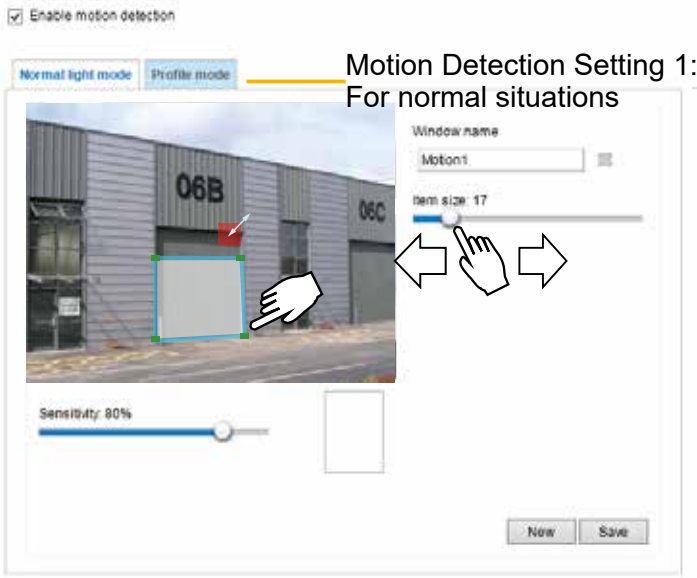 Enable motion detection
Normal light mode
Profile mode
Motion Detection Setting 1:
For normal situations
Window name
Motion1
06B
06C
Item size: 17
Sensitivity: 80%
New
Save